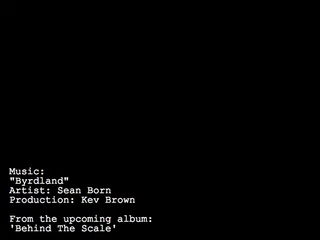 Music:
"Byrdland"
Artist: Sean Born
Production: Kev Brown
From the upcoming album:
'Behind The Scale'